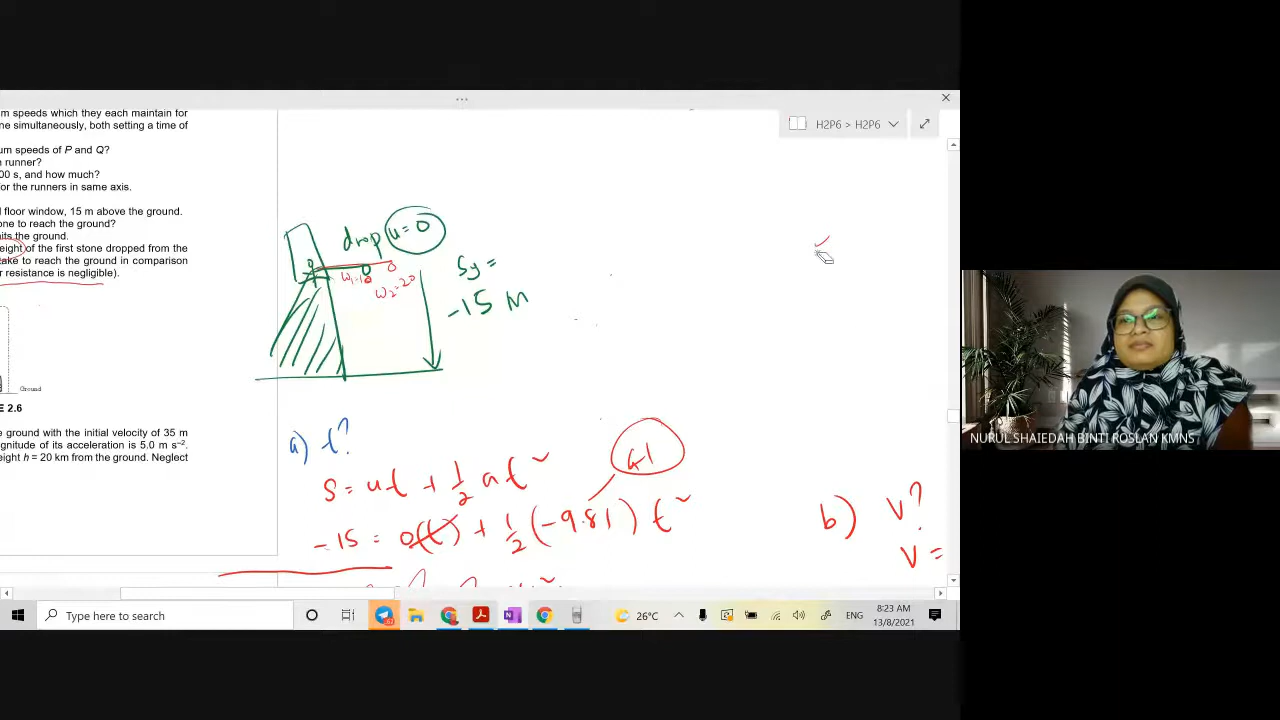 um speeds which they each maintain for
ne simultaneously, both setting a time of
um speeds of P and Q?
n runner?
00 s, and how much?
for the runners in same axis.
d floor window, 15 m above the ground.
one to reach the ground?
hits the ground.
eight of the first stone dropped from the
take to reach the ground in comparison
r resistance is negligible).
Ground
E 2.6
e ground with the initial velocity of 35 m
gnitude of its acceleration is 5.0 m s⁻².
eight h = 20 km from the ground. Neglect
H2P6 > H2P6
drop u = 0
Sy =
-15 m
w₂=20
a) t?
s = ut + 1/2 at²
-15 = 0(t) + 1/2 (-9.81) t²
b) v?
v =
NURUL SHAIEDAH BINTI ROSLAN KMNS
Type here to search
26°C
ENG
8:23 AM
13/8/2021